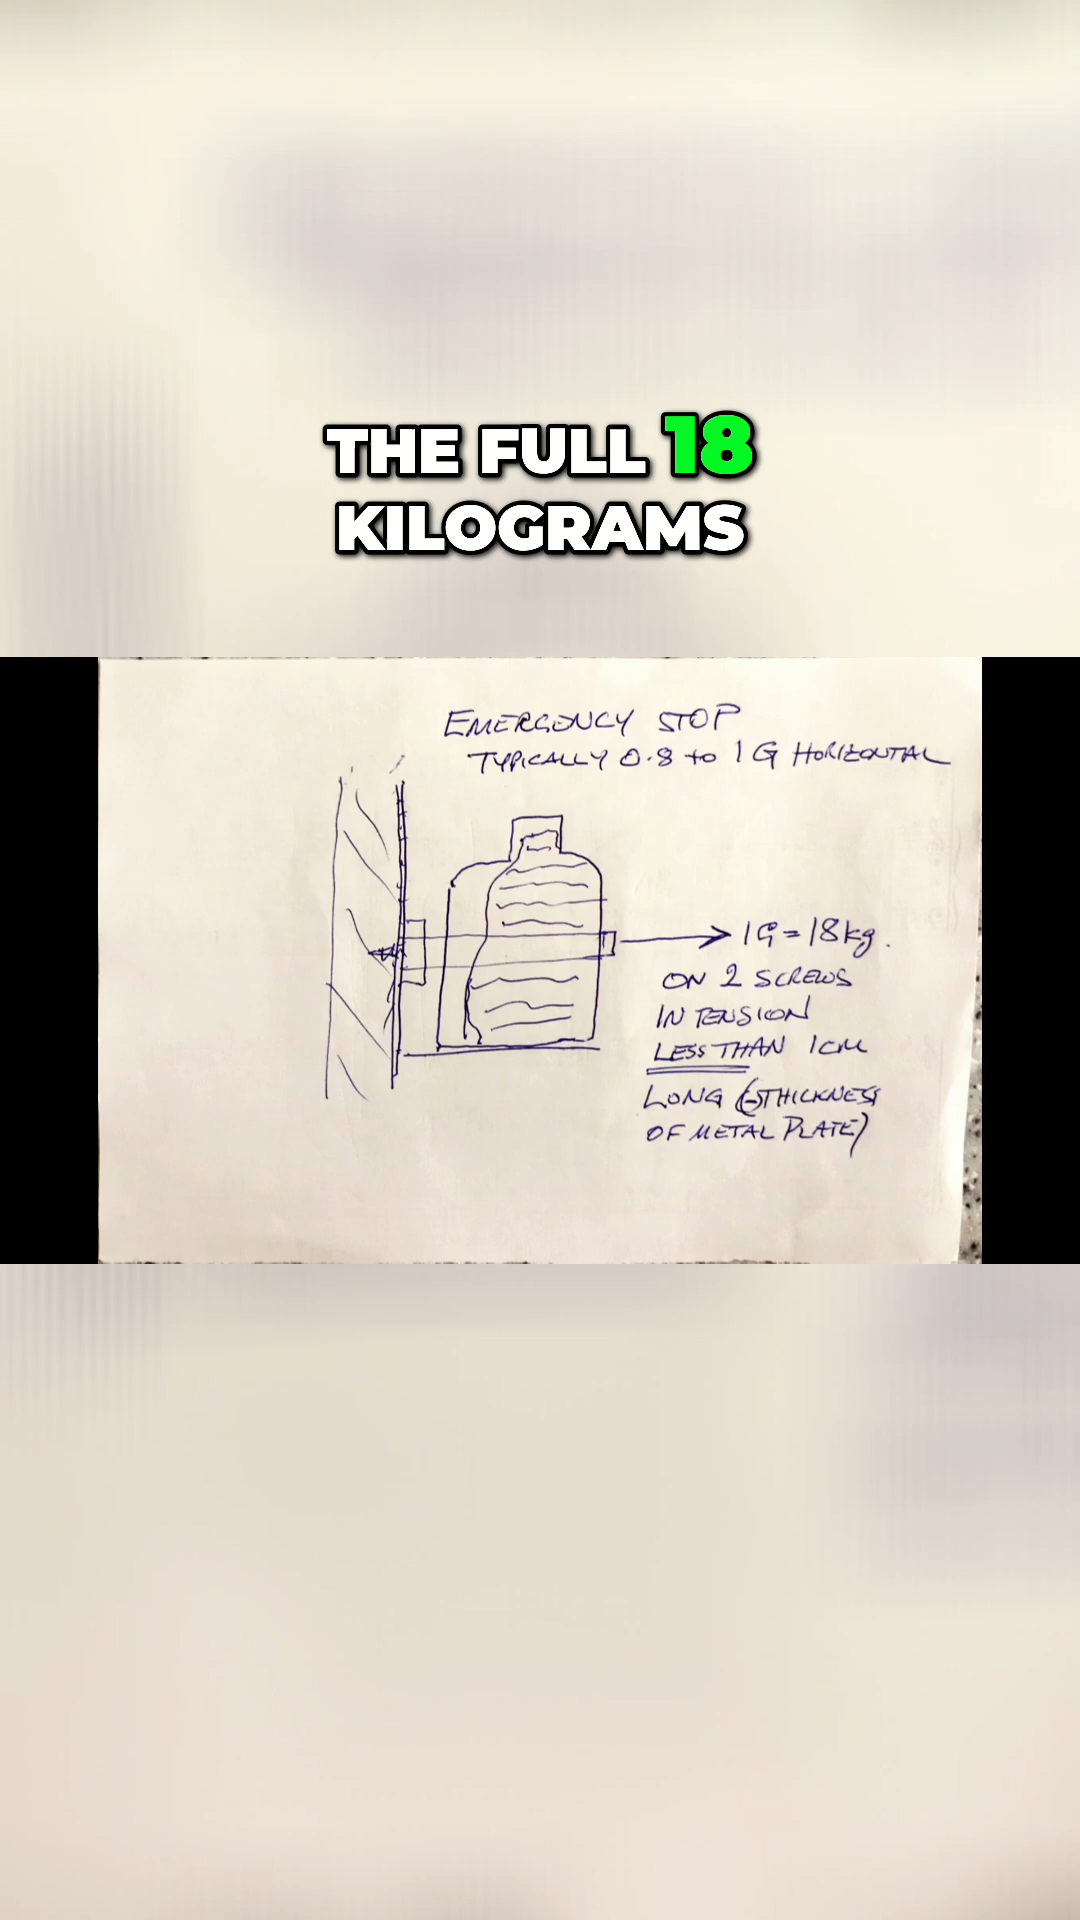 THE FULL 18
KILOGRAMS
EMERGENCY STOP
TYPICALLY 0.8 to 1 G HORIZONTAL
1G = 18kg.
ON 2 SCREWS
IN TENSION
LESS THAN 1CM
LONG (-THICKNESS
OF METAL PLATE)